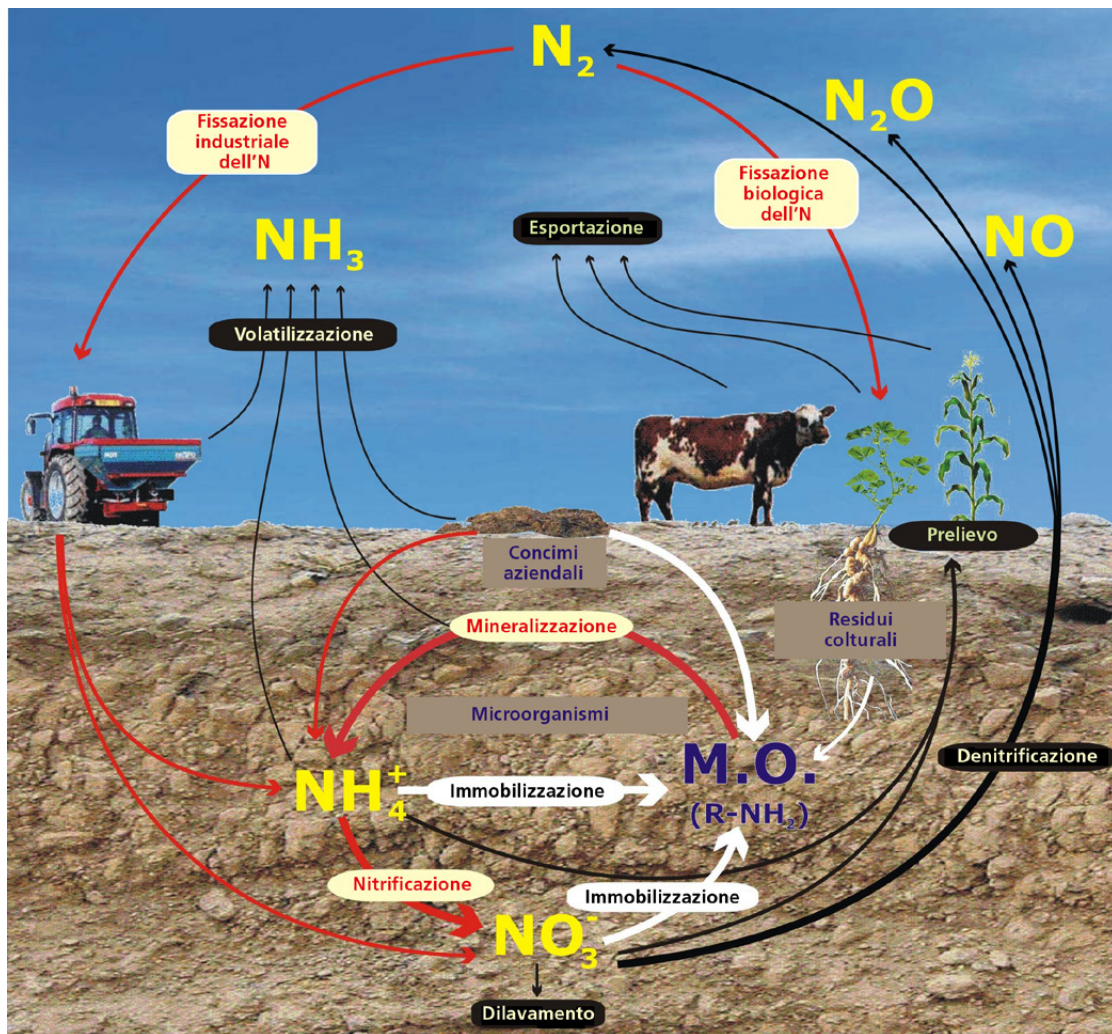 N₂
N₂O
Fissazione
industriale
dell'N
Fissazione
biologica
dell'N
NH₃
Esportazione
NO
Volatilizzazione
Prelievo
Concimi
aziendali
Mineralizzazione
Residui
colturali
Microorganismi
Denitrificazione
NH₄⁺
Immobilizzazione
M.O.
(R-NH₂)
Nitrificazione
Immobilizzazione
NO₃⁻
Dilavamento